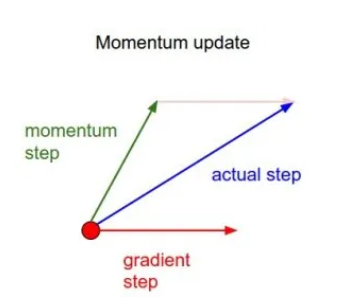 Momentum update
momentum
step
actual step
gradient
step